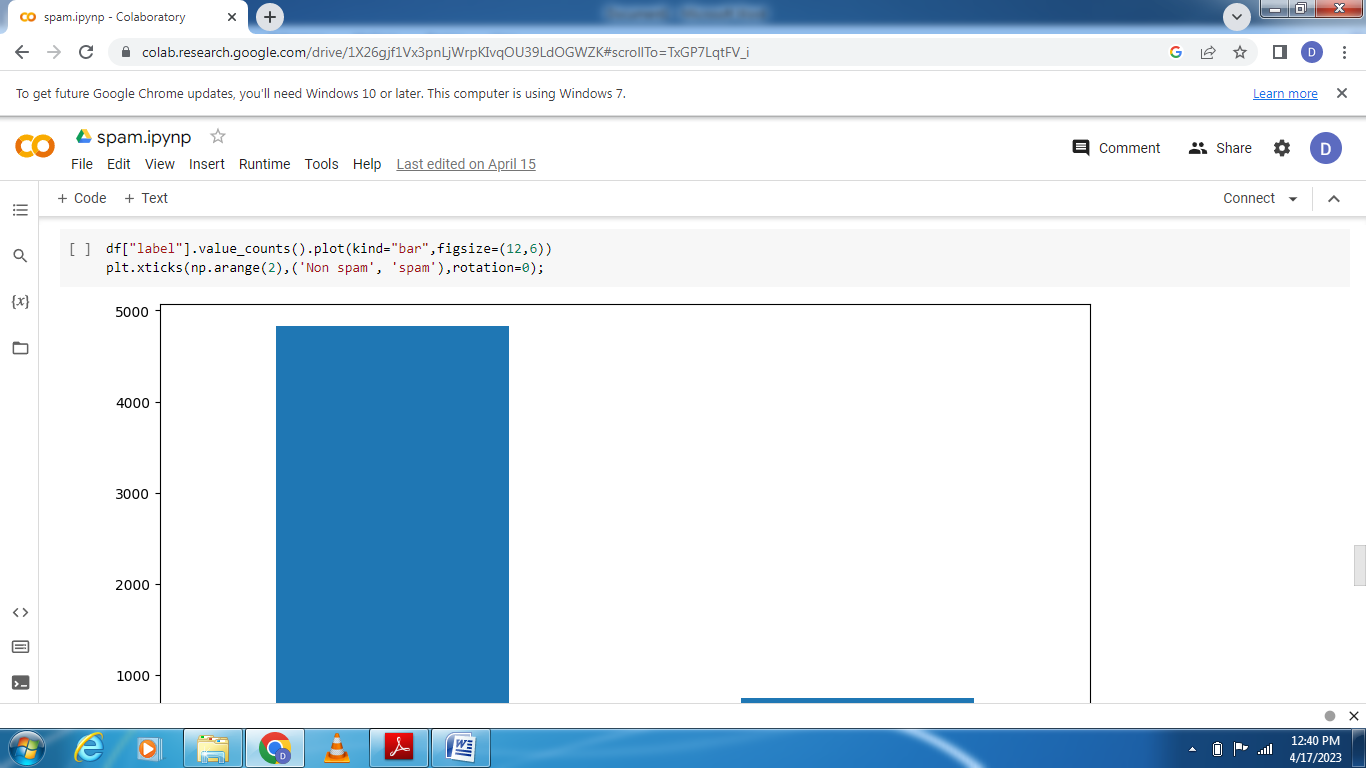 spam.ipynp - Colaboratory
colab.research.google.com/drive/1X26gjf1Vx3pnLjWrpKIvqOU39LdOGWZK#scrollTo=TxGP7LqtFV_i
D
To get future Google Chrome updates, you'll need Windows 10 or later. This computer is using Windows 7.
Learn more
spam.ipynp
File Edit View Insert Runtime Tools Help Last edited on April 15
Comment Share D
+ Code + Text Connect
[ ] df["label"].value_counts().plot(kind="bar",figsize=(12,6))
plt.xticks(np.arange(2),('Non spam', 'spam'),rotation=0);
{x}
5000
4000
3000
2000
1000
12:40 PM
4/17/2023